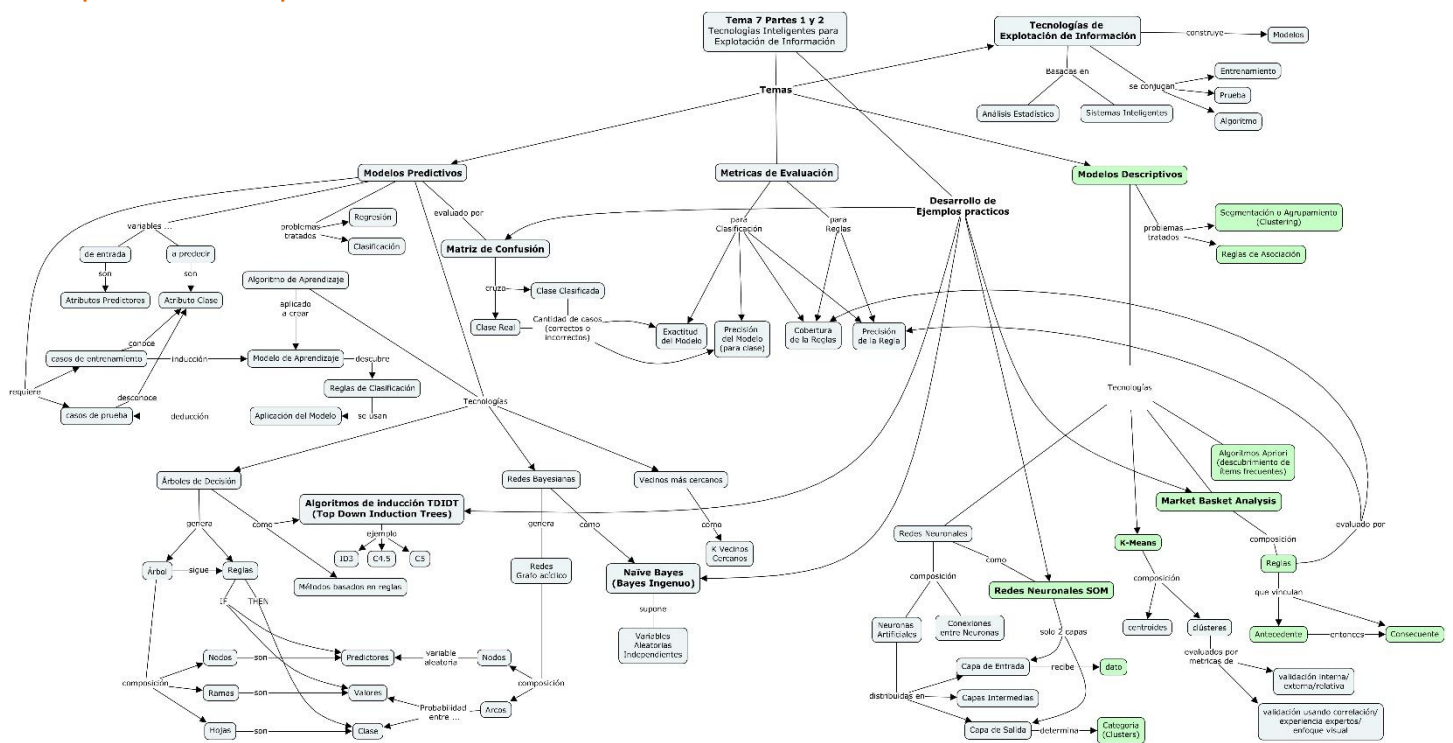 Tema 7 Partes 1 y 2
Tecnologías Inteligentes para
Explotación de Información
Tecnologías de
Explotación de Información
construye
Modelos
Basadas en
se conjugan
Entrenamiento
Prueba
Algoritmo
Análisis Estadístico
Sistemas Inteligentes
Temas
Modelos Predictivos
Metricas de Evaluación
Modelos Descriptivos
Desarrollo de
Ejemplos practicos
variables ...
de entrada
a predecir
son
son
Atributos Predictores
Atributo Clase
problemas
tratados
Regresión
Clasificación
evaluado por
Matriz de Confusión
cruza
Clase Clasificada
Clase Real
Cantidad de casos
(correctos o
incorrectos)
para
Clasificación
para
Reglas
Exactitud
del Modelo
Precisión
del Modelo
(para clase)
Cobertura
de la Reglas
Precisión
de la Regla
problemas
tratados
Segmentación o Agrupamiento
(Clustering)
Reglas de Asociación
Algoritmo de Aprendizaje
aplicado
a crear
conoce
casos de entrenamiento
inducción
Modelo de Aprendizaje
descubre
Reglas de Clasificación
requiere
desconoce
casos de prueba
deducción
Aplicación del Modelo
se usan
Tecnologías
Tecnologías
Árboles de Decisión
Redes Bayesianas
Vecinos más cercanos
genera
como
Algoritmos de inducción TDIDT
(Top Down Induction Trees)
ejemplo
ID3
C4.5
C5
Métodos basados en reglas
Árbol
sigue
Reglas
IF
THEN
genera
Redes
Grafo acíclico
como
Naïve Bayes
(Bayes Ingenuo)
supone
Variables
Aleatorias
Independientes
como
K Vecinos
Cercanos
composición
Nodos
son
Predictores
variable
aleatoria
Nodos
Ramas
son
Valores
composición
Hojas
son
Clase
Probabilidad
entre ...
Arcos
Algoritmos Apriori
(descubrimiento de
ítems frecuentes)
Market Basket Analysis
composición
evaluado por
Reglas
que vinculan
Antecedente
entonces
Consecuente
K-Means
composición
centroides
clústeres
evaluados por
metricas de
validación interna/
externa/relativa
validación usando correlación/
experiencia expertos/
enfoque visual
Redes Neuronales
composición
como
Redes Neuronales SOM
Neuronas
Artificiales
Conexiones
entre Neuronas
solo 2 capas
Capa de Entrada
recibe
dato
distribuidas en
Capas Intermedias
Capa de Salida
determina
Categoria
(Clusters)